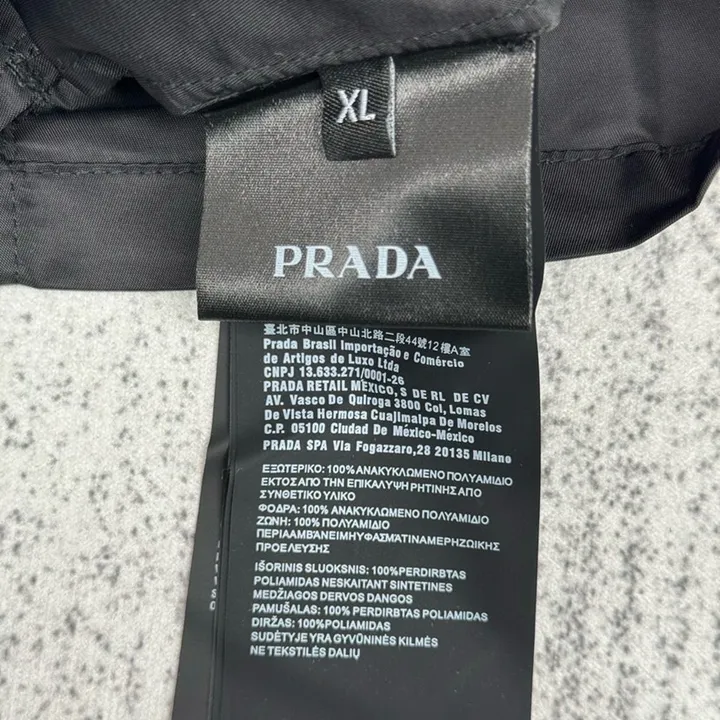 XL
PRADA
臺北市中山區中山北路二段44號12樓A室
Prada Brasil Importação e Comércio
de Artigos de Luxo Ltda
CNPJ 13.633.271/0001-26
PRADA RETAIL MEXICO, S DE RL DE CV
AV. Vasco De Quiroga 3800 Col, Lomas
De Vista Hermosa Cuajimalpa De Morelos
C.P. 05100 Ciudad De México-México
PRADA SPA Via Fogazzaro,28 20135 Milano
ΕΞΩΤΕΡΙΚΟ: 100% ΑΝΑΚΥΚΛΩΜΕΝΟ ΠΟΛΥΑΜΙΔΙΟ
ΕΚΤΟΣ ΑΠΟ ΤΗΝ ΕΠΙΚΑΛΥΨΗ ΡΗΤΙΝΗΣ ΑΠΟ
ΣΥΝΘΕΤΙΚΟ ΥΛΙΚΟ
ΦΟΔΡΑ: 100% ΑΝΑΚΥΚΛΩΜΕΝΟ ΠΟΛΥΑΜΙΔΙΟ
ΖΩΝΗ: 100% ΠΟΛΥΑΜΙΔΙΟ
ΠΕΡΙΛΑΜΒΑΝΕΙ ΜΗ ΥΦΑΣΜΑΤΙΝΑ ΜΕΡΗ ΖΩΙΚΗΣ
ΠΡΟΕΛΕΥΣΗΣ
IŠORINIS SLUOKSNIS: 100%PERDIRBTAS
POLIAMIDAS NESKAITANT SINTETINES
MEDŽIAGOS DERVOS DANGOS
PAMUŠALAS: 100% PERDIRBTAS POLIAMIDAS
DIRŽAS: 100%POLIAMIDAS
SUDĖTYJE YRA GYVŪNINĖS KILMĖS
NE TEKSTILĖS DALIŲ